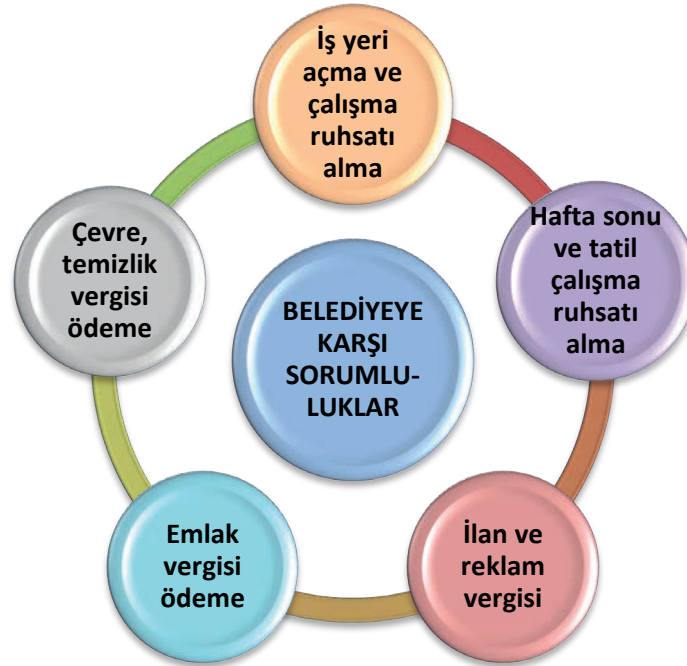 İş yeri
açma ve
çalışma
ruhsatı
alma
Hafta sonu
ve tatil
çalışma
ruhsatı
alma
İlan ve
reklam
vergisi
Emlak
vergisi
ödeme
Çevre,
temizlik
vergisi
ödeme
BELEDİYEYE
KARŞI
SORUMLU-
LUKLAR